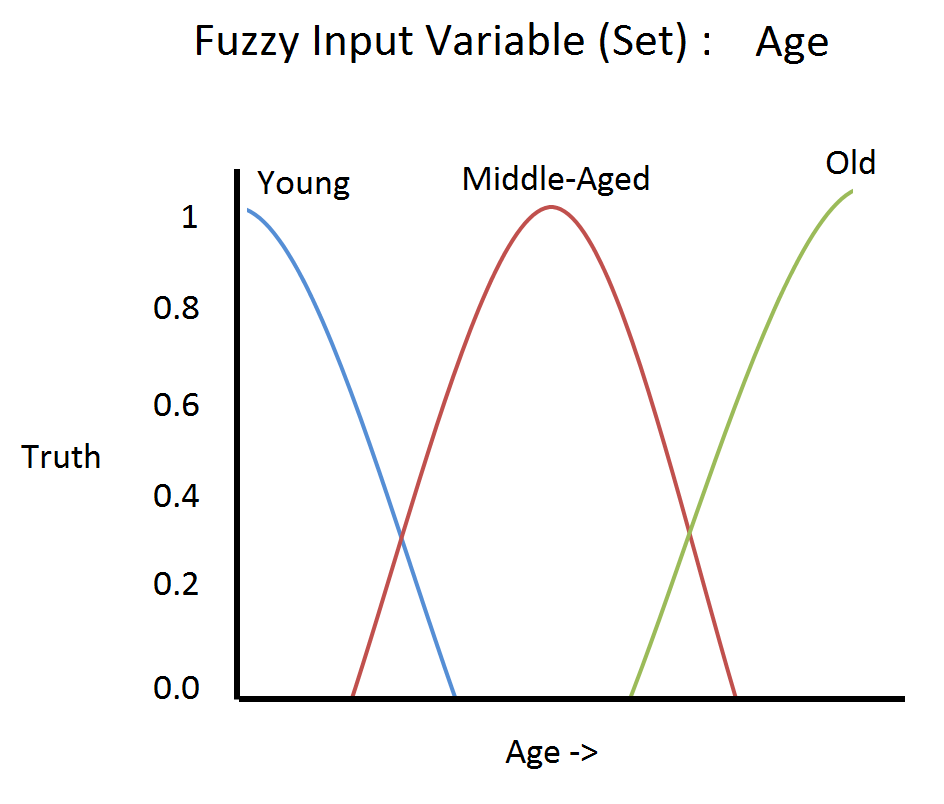 Fuzzy Input Variable (Set) : Age
Young
Middle-Aged
Old
1
0.8
0.6
Truth
0.4
0.2
0.0
Age ->